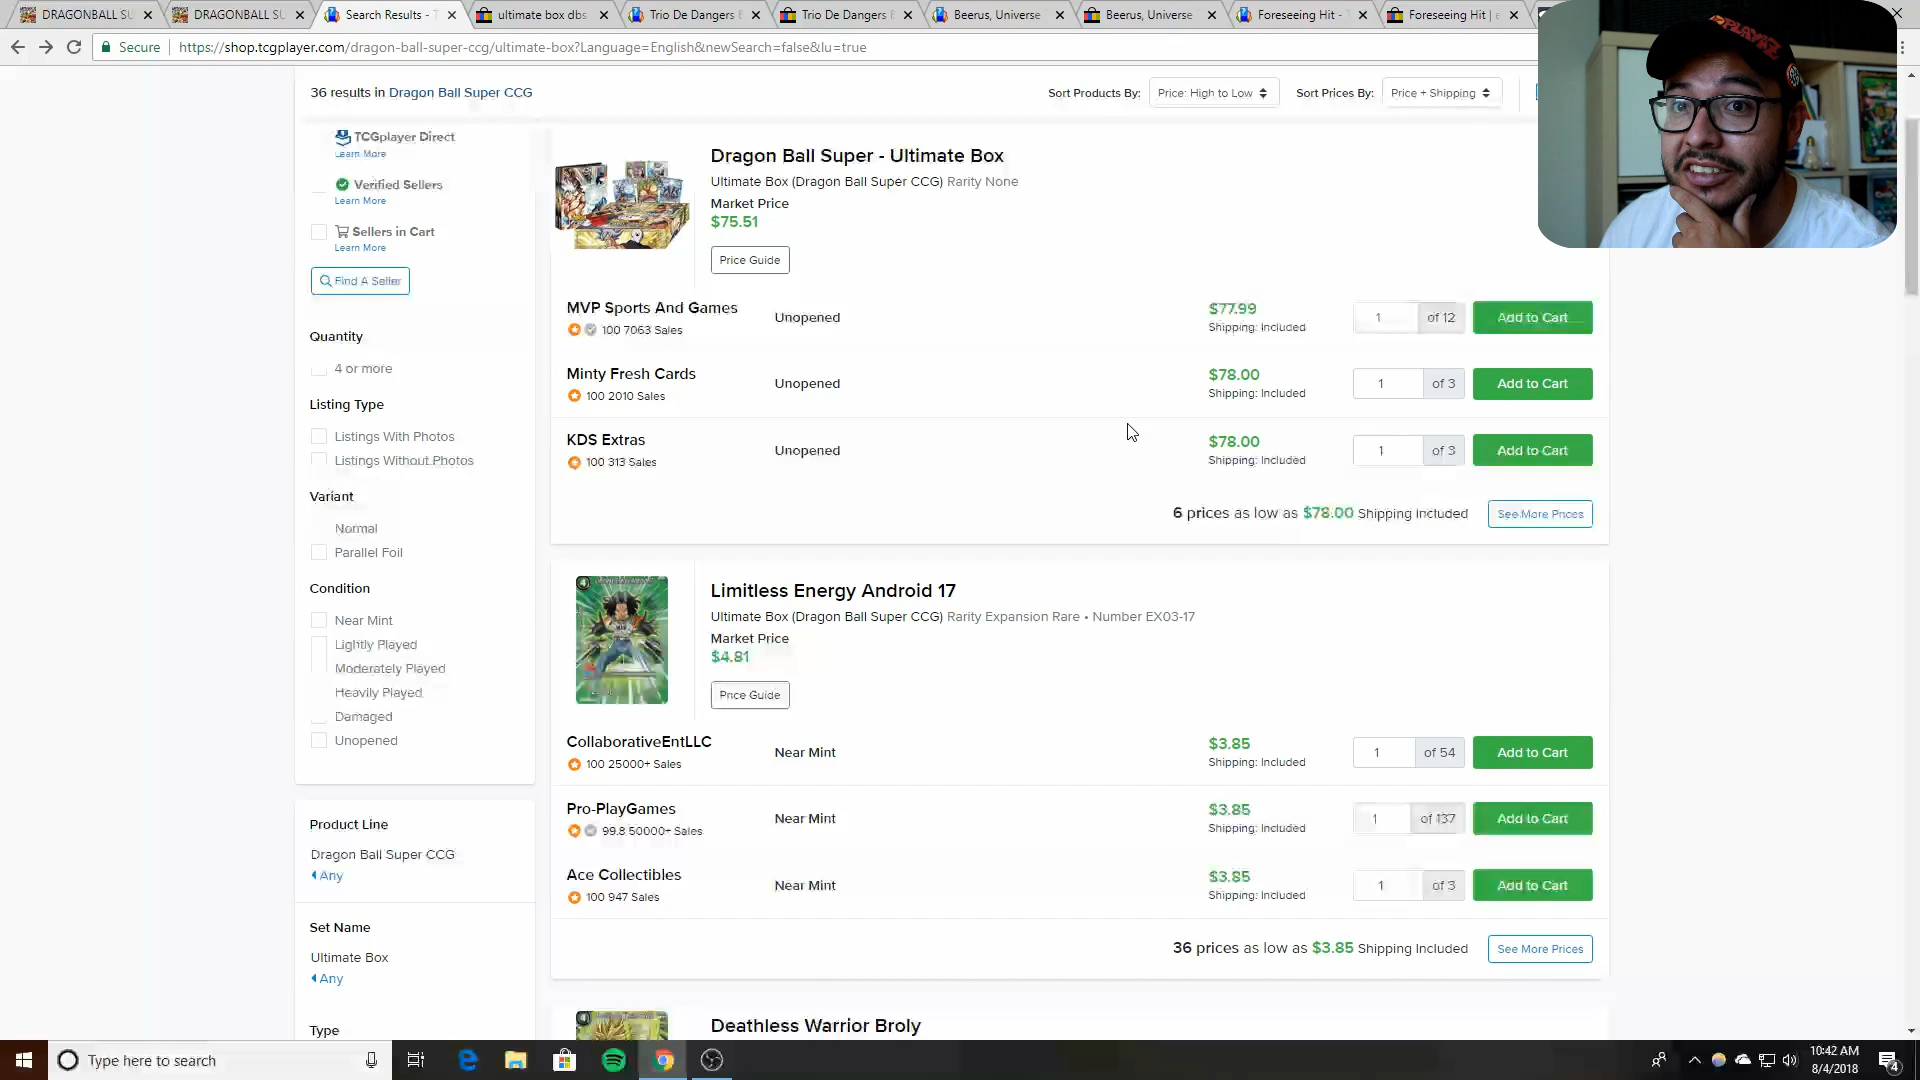 DRAGONBALL SU
DRAGONBALL SU
Search Results - T
ultimate box dbs
Trio De Dangers E
Trio De Dangers E
Beerus, Universe
Beerus, Universe
Foreseeing Hit - T
Foreseeing Hit | e
Secure
https://shop.tcgplayer.com/dragon-ball-super-ccg/ultimate-box?Language=English&newSearch=false&lu=true
36 results in Dragon Ball Super CCG
Sort Products By: Price: High to Low
Sort Prices By: Price + Shipping
TCGplayer Direct
Learn More
Verified Sellers
Learn More
Sellers in Cart
Learn More
Find A Seller
Quantity
4 or more
Listing Type
Listings With Photos
Listings Without Photos
Variant
Normal
Parallel Foil
Condition
Near Mint
Lightly Played
Moderately Played
Heavily Played
Damaged
Unopened
Product Line
Dragon Ball Super CCG
Any
Set Name
Ultimate Box
Any
Type
Dragon Ball Super - Ultimate Box
Ultimate Box (Dragon Ball Super CCG) Rarity None
Market Price
$75.51
Price Guide
MVP Sports And Games
100 7063 Sales
Unopened
$77.99
Shipping: Included
1 of 12
Add to Cart
Minty Fresh Cards
100 2010 Sales
Unopened
$78.00
Shipping: Included
1 of 3
Add to Cart
KDS Extras
100 313 Sales
Unopened
$78.00
Shipping: Included
1 of 3
Add to Cart
6 prices as low as $78.00 Shipping Included
See More Prices
Limitless Energy Android 17
Ultimate Box (Dragon Ball Super CCG) Rarity Expansion Rare • Number EX03-17
Market Price
$4.81
Price Guide
CollaborativeEntLLC
100 25000+ Sales
Near Mint
$3.85
Shipping: Included
1 of 54
Add to Cart
Pro-PlayGames
99.8 50000+ Sales
Near Mint
$3.85
Shipping: Included
1 of 137
Add to Cart
Ace Collectibles
100 947 Sales
Near Mint
$3.85
Shipping: Included
1 of 3
Add to Cart
36 prices as low as $3.85 Shipping Included
See More Prices
Deathless Warrior Broly
Type here to search
10:42 AM
8/4/2018
4